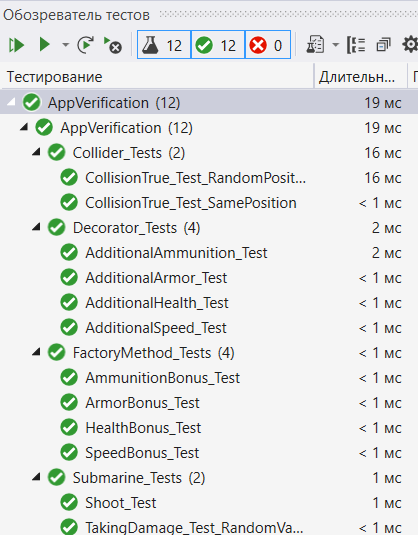 Обозреватель тестов
12 12 0
Тестирование Длительн...
AppVerification (12) 19 мс
AppVerification (12) 19 мс
Collider_Tests (2) 16 мс
CollisionTrue_Test_RandomPosit... 16 мс
CollisionTrue_Test_SamePosition < 1 мс
Decorator_Tests (4) 2 мс
AdditionalAmmunition_Test 2 мс
AdditionalArmor_Test < 1 мс
AdditionalHealth_Test < 1 мс
AdditionalSpeed_Test < 1 мс
FactoryMethod_Tests (4) < 1 мс
AmmunitionBonus_Test < 1 мс
ArmorBonus_Test < 1 мс
HealthBonus_Test < 1 мс
SpeedBonus_Test < 1 мс
Submarine_Tests (2) 1 мс
Shoot_Test 1 мс
TakingDamage_Test_RandomVa... < 1 мс